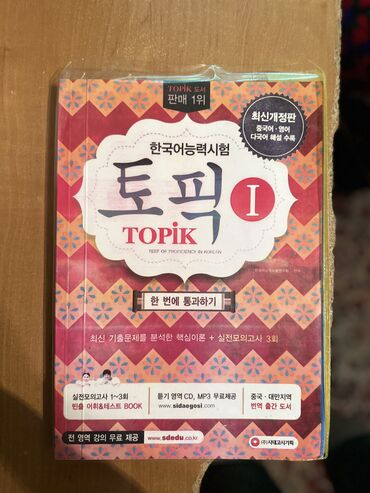 TOPIK 도서
판매 1위
최신개정판
중국어·영어
다국어 해설 수록
한국어능력시험
토픽 I
TOPIK
TEST OF PROFICIENCY IN KOREAN
한 번에 통과하기
최신 기출문제를 분석한 핵심이론 + 실전모의고사 3회
실전모의고사 1~3회
빈출 어휘&테스트 BOOK
듣기 영역 CD, MP3 무료제공
www.sidaegosi.com
중국·대만지역
번역 출간 도서
전 영역 강의 무료 제공
www.sdedu.co.kr
(주)시대고시기획